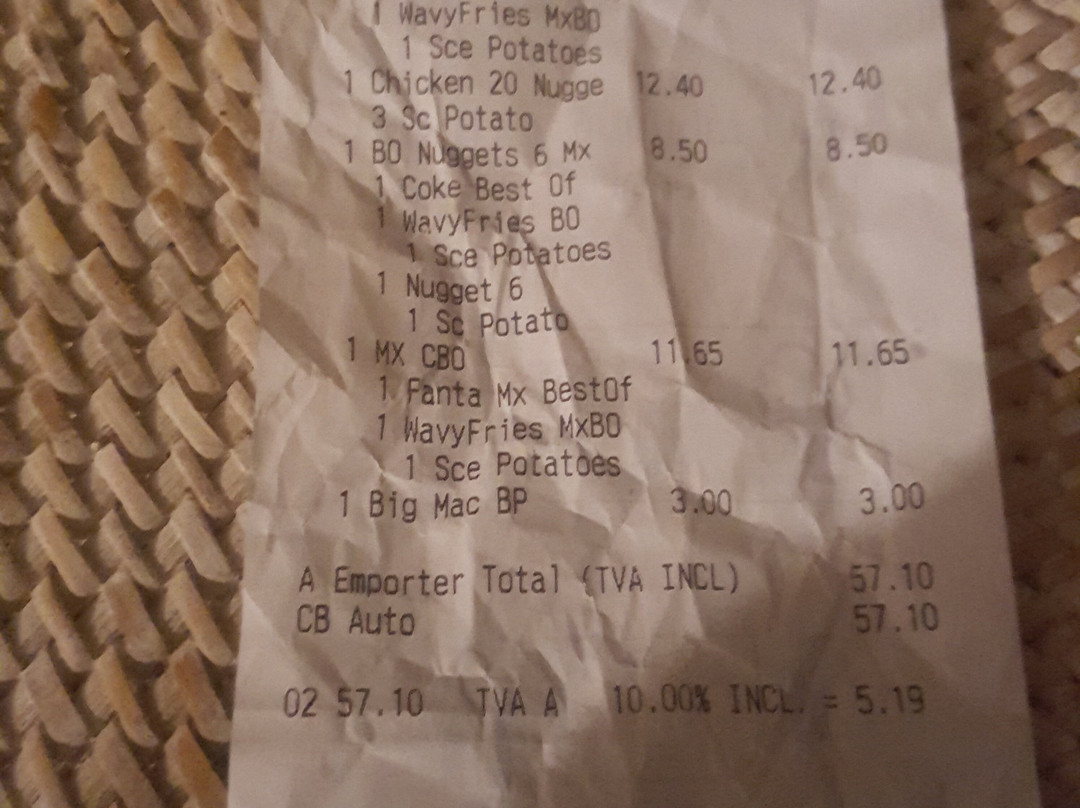 1 WavyFries MxBO
1 Sce Potatoes
1 Chicken 20 Nugge 12.40 12.40
3 Sc Potato
1 BO Nuggets 6 Mx 8.50 8.50
1 Coke Best Of
1 WavyFries BO
1 Sce Potatoes
1 Nugget 6
1 Sc Potato
1 MX CBO 11.65 11.65
1 Fanta Mx BestOf
1 WavyFries MxBO
1 Sce Potatoes
1 Big Mac BP 3.00 3.00
A Emporter Total (TVA INCL) 57.10
CB Auto 57.10
02 57.10 TVA A 10.00% INCL. = 5.19